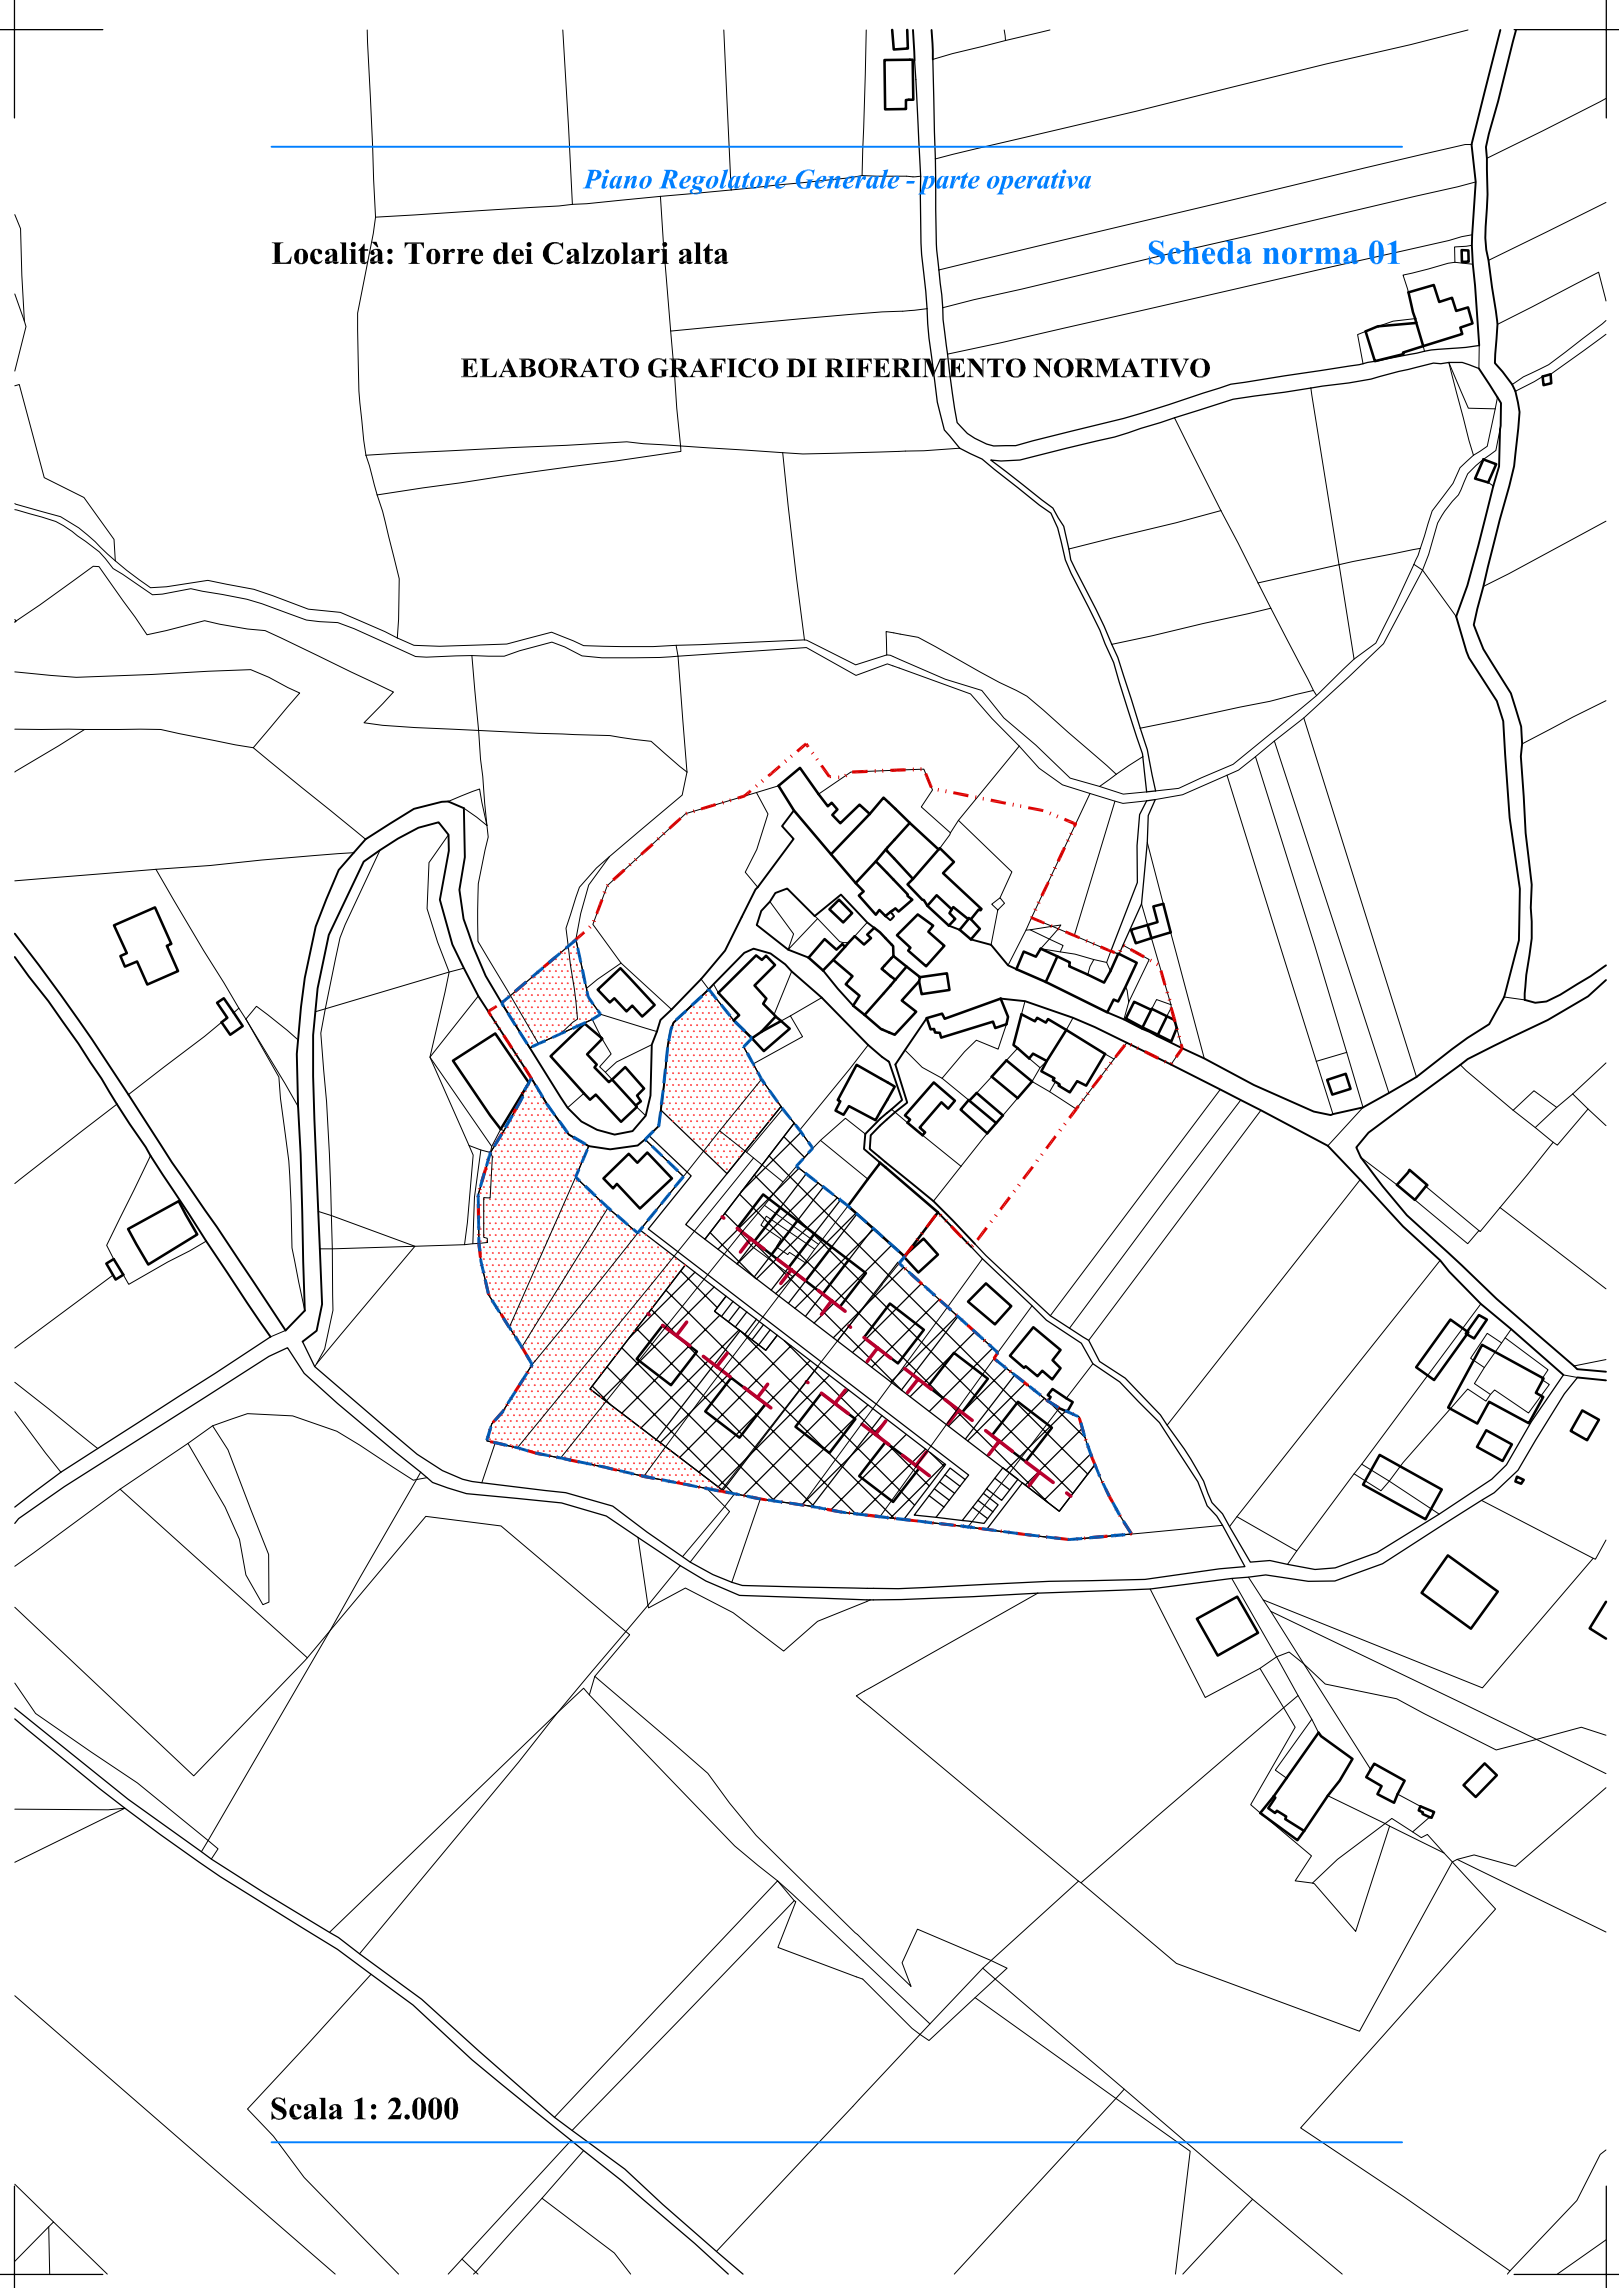 Piano Regolatore Generale - parte operativa
Località: Torre dei Calzolari alta
Scheda norma 01
ELABORATO GRAFICO DI RIFERIMENTO NORMATIVO
Scala 1: 2.000